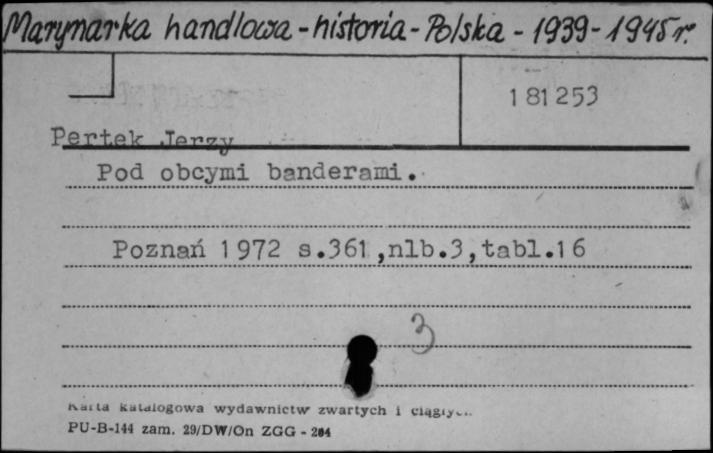 Marynarka handlowa - historia - Polska - 1939 - 1945 r.
181253
Pertek Jerzy
Pod obcymi banderami.
Poznań 1972 s.361,nlb.3,tabl.16
3
Karta katalogowa wydawnictw zwartych i ciągłych
PU-B-144 zam. 29/DW/On ZGG - 204